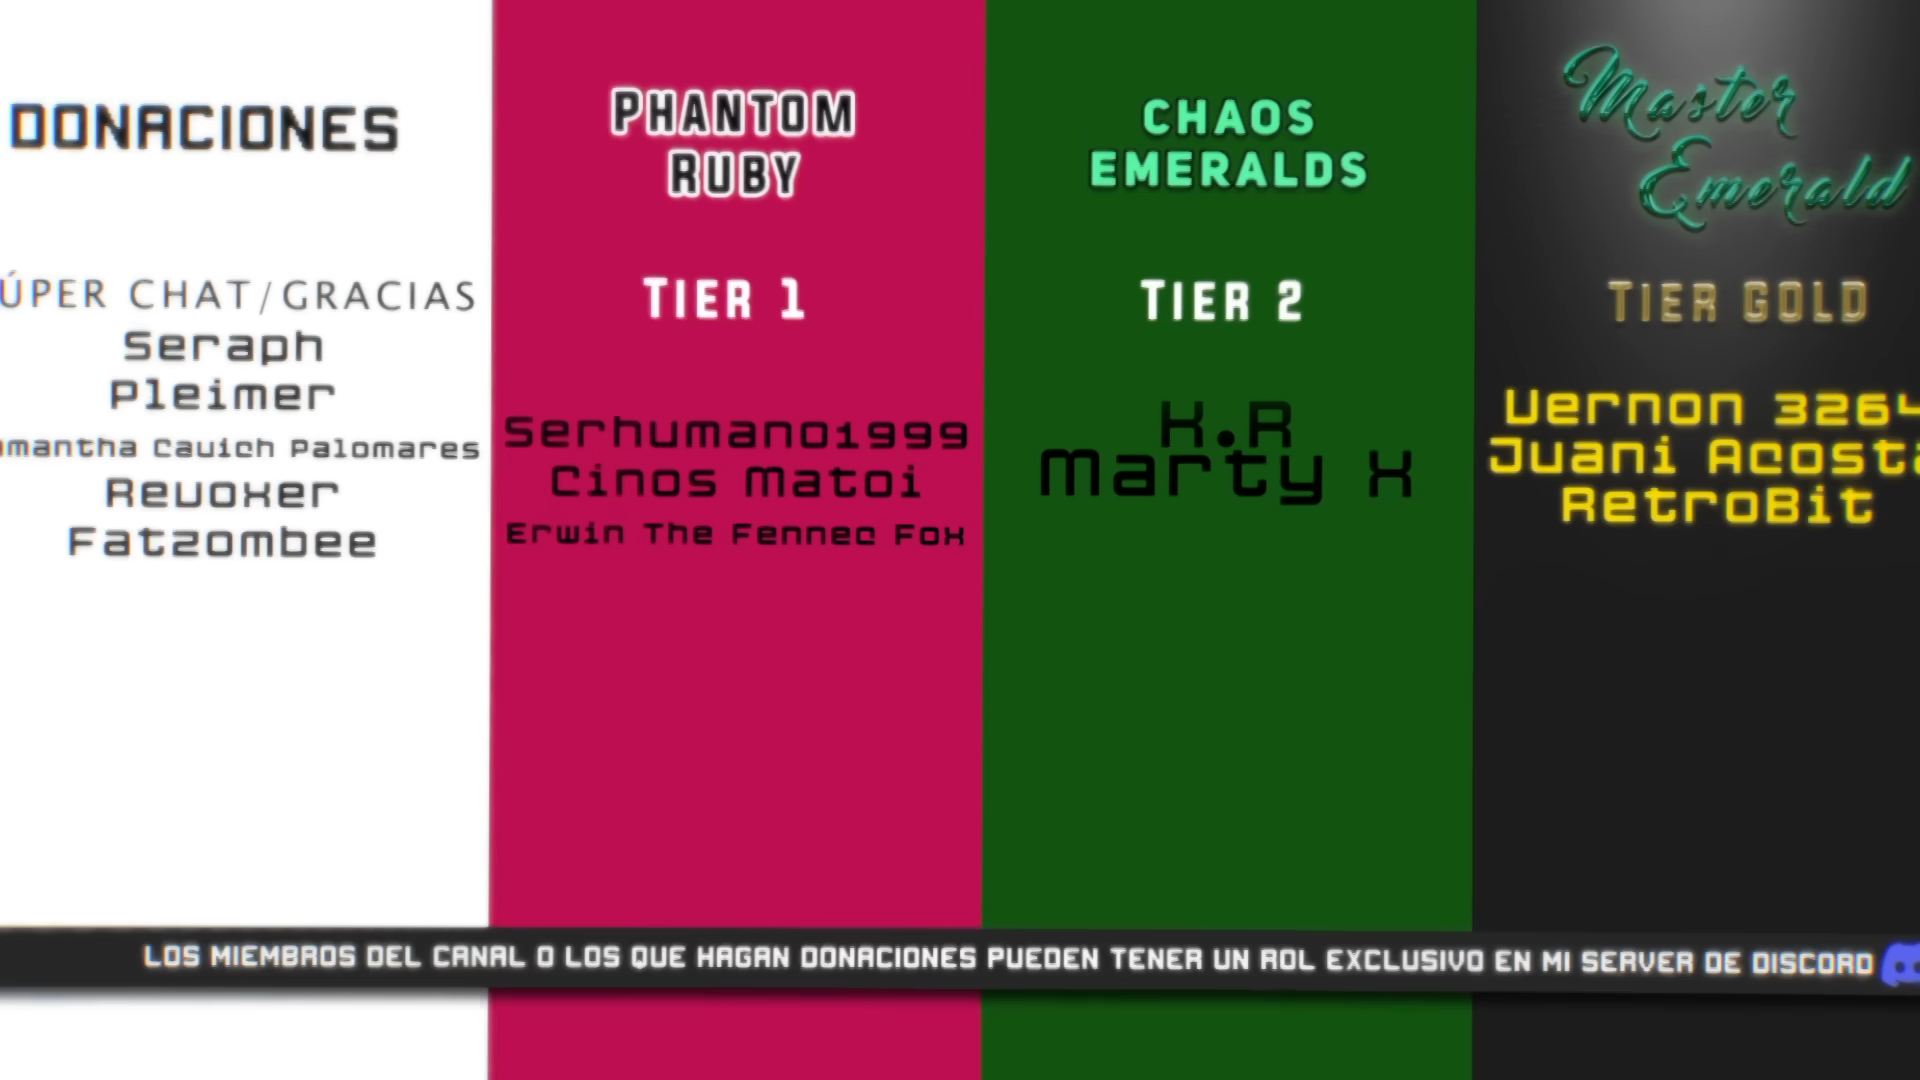 DONACIONES
ÚPER CHAT/GRACIAS
Seraph
Pleimer
mantha Cauich Palomares
Revoxer
Fatzombee
PHANTOM
RUBY
TIER 1
Serhumano1999
Cinos Matoi
Erwin The Fennec Fox
CHAOS
EMERALDS
TIER 2
K.R
Marty X
Master
Emerald
TIER GOLD
Vernon 3264
Juani Acosta
RetroBit
LOS MIEMBROS DEL CANAL O LOS QUE HAGAN DONACIONES PUEDEN TENER UN ROL EXCLUSIVO EN MI SERVER DE DISCORD